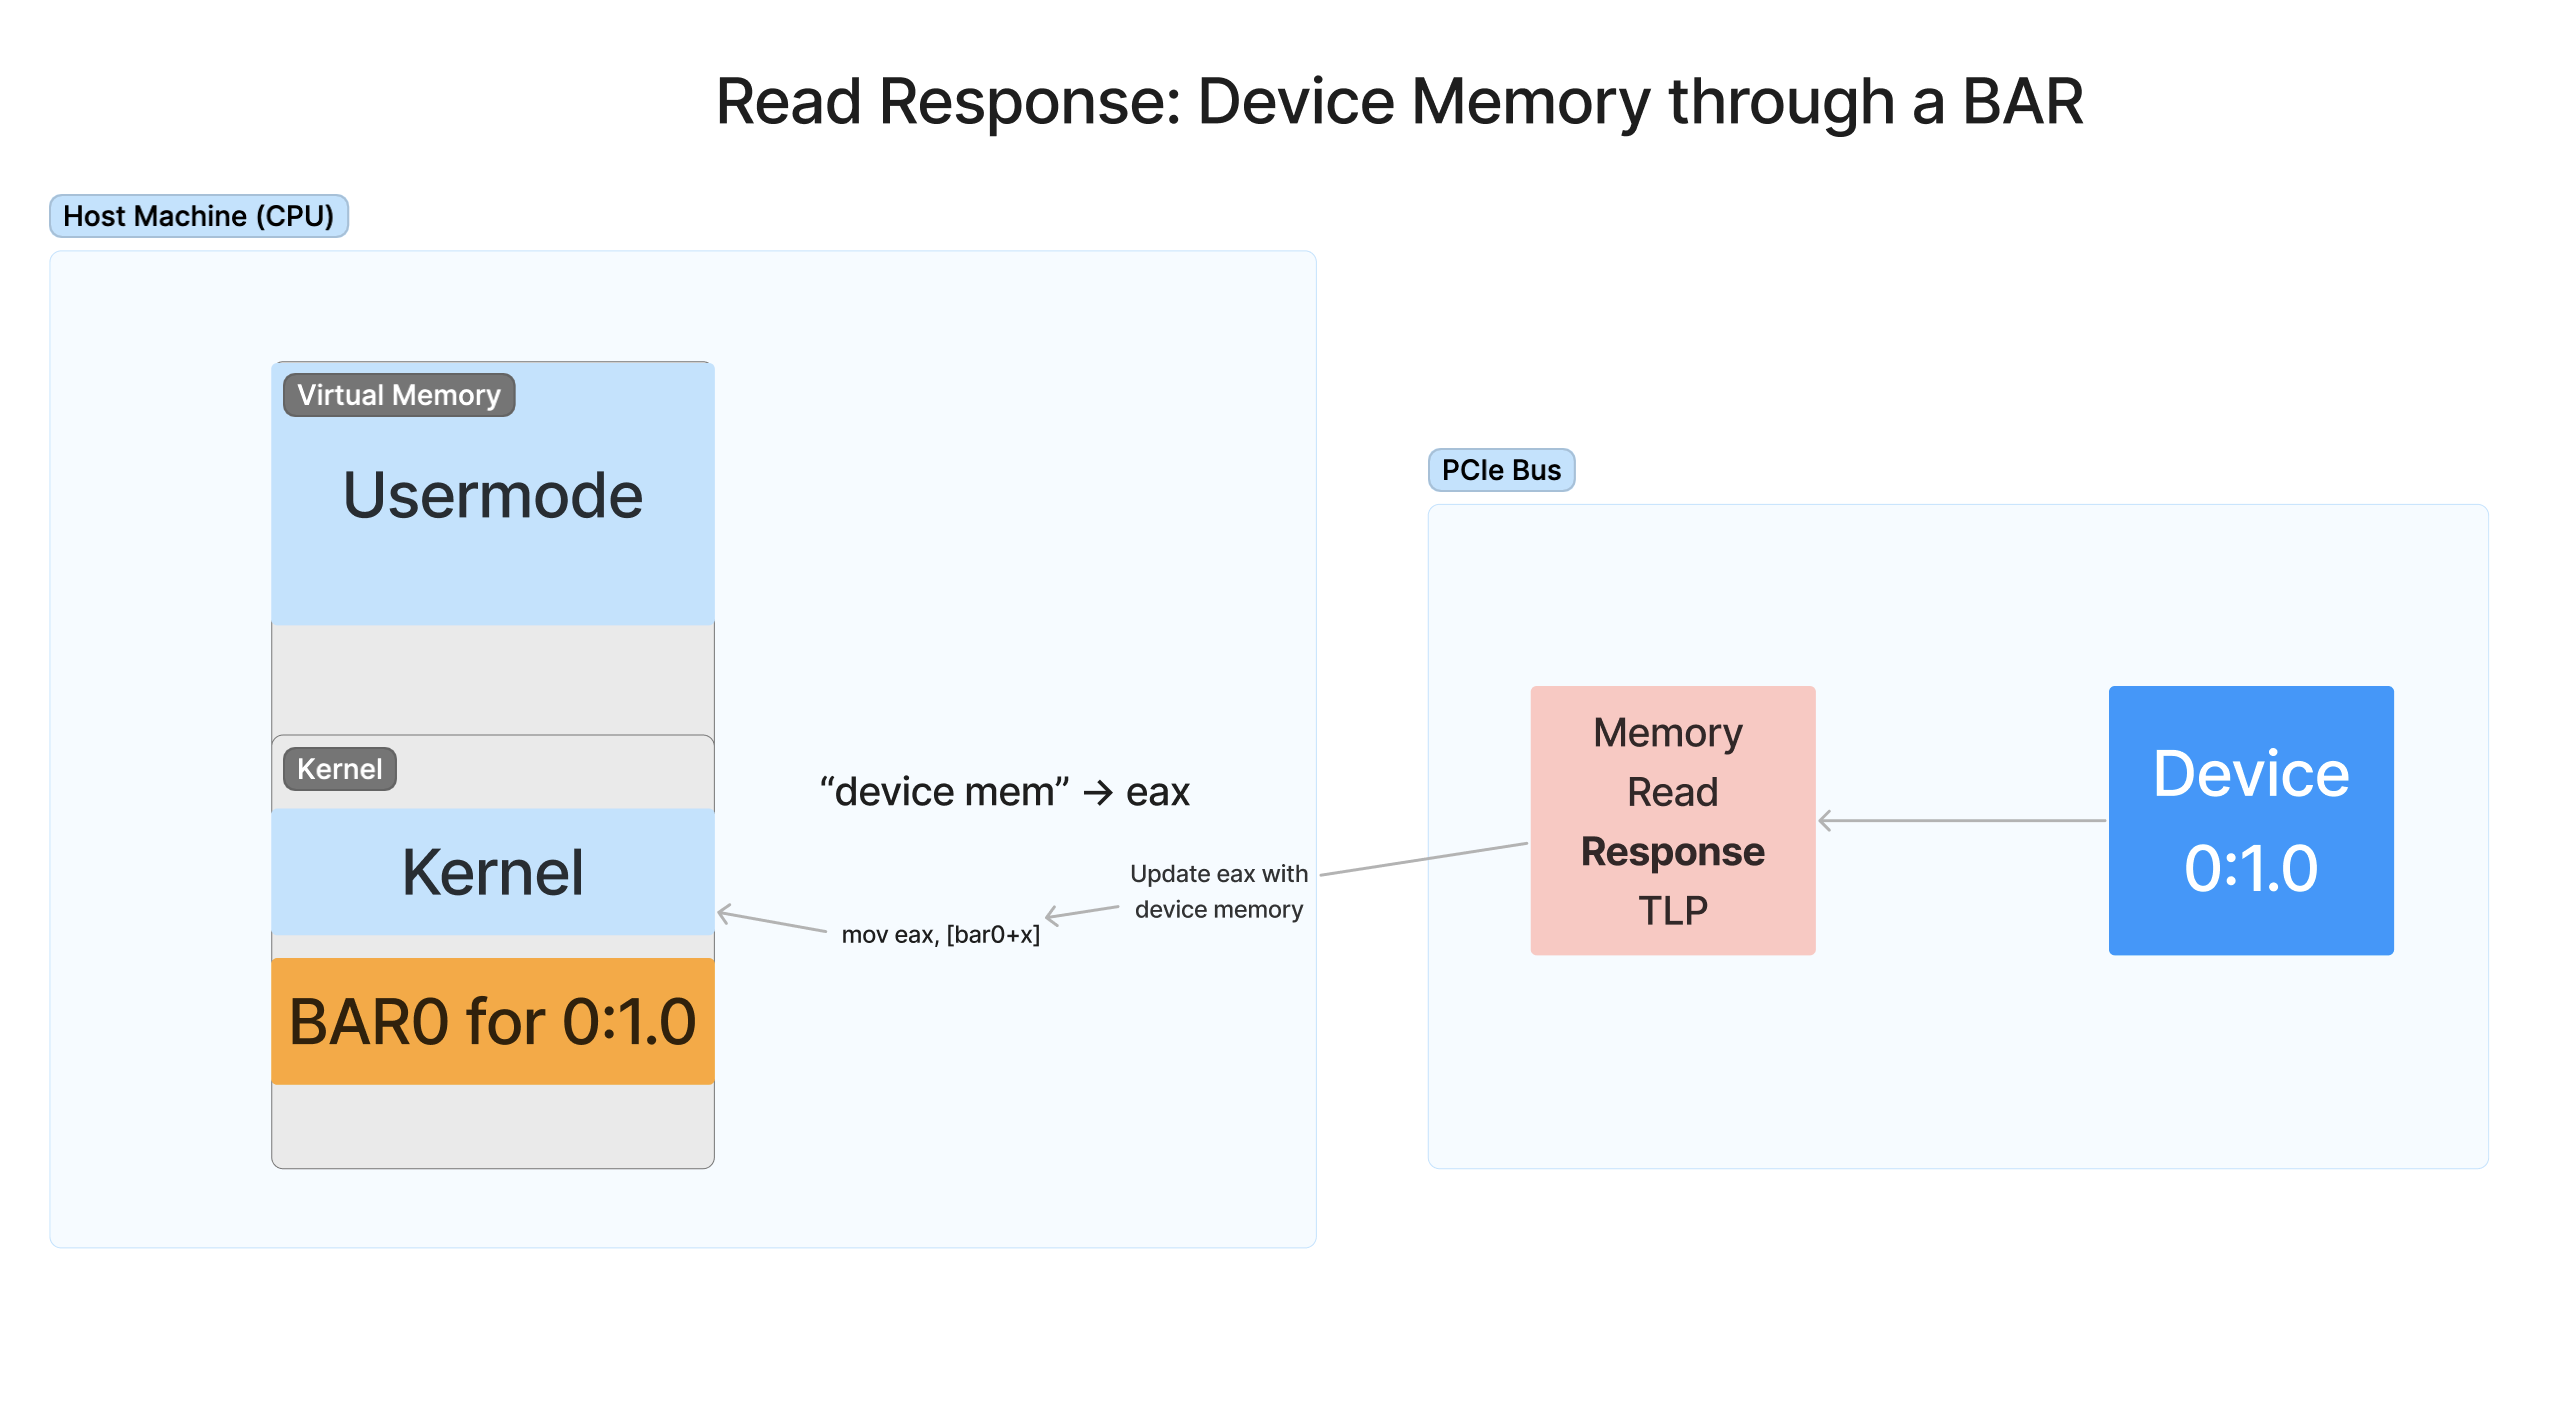 Read Response: Device Memory through a BAR
Host Machine (CPU)
Virtual Memory
Usermode
Kernel
Kernel
BAR0 for 0:1.0
“device mem” → eax
Update eax with
device memory
mov eax, [bar0+x]
PCIe Bus
Memory
Read
Response
TLP
Device
0:1.0